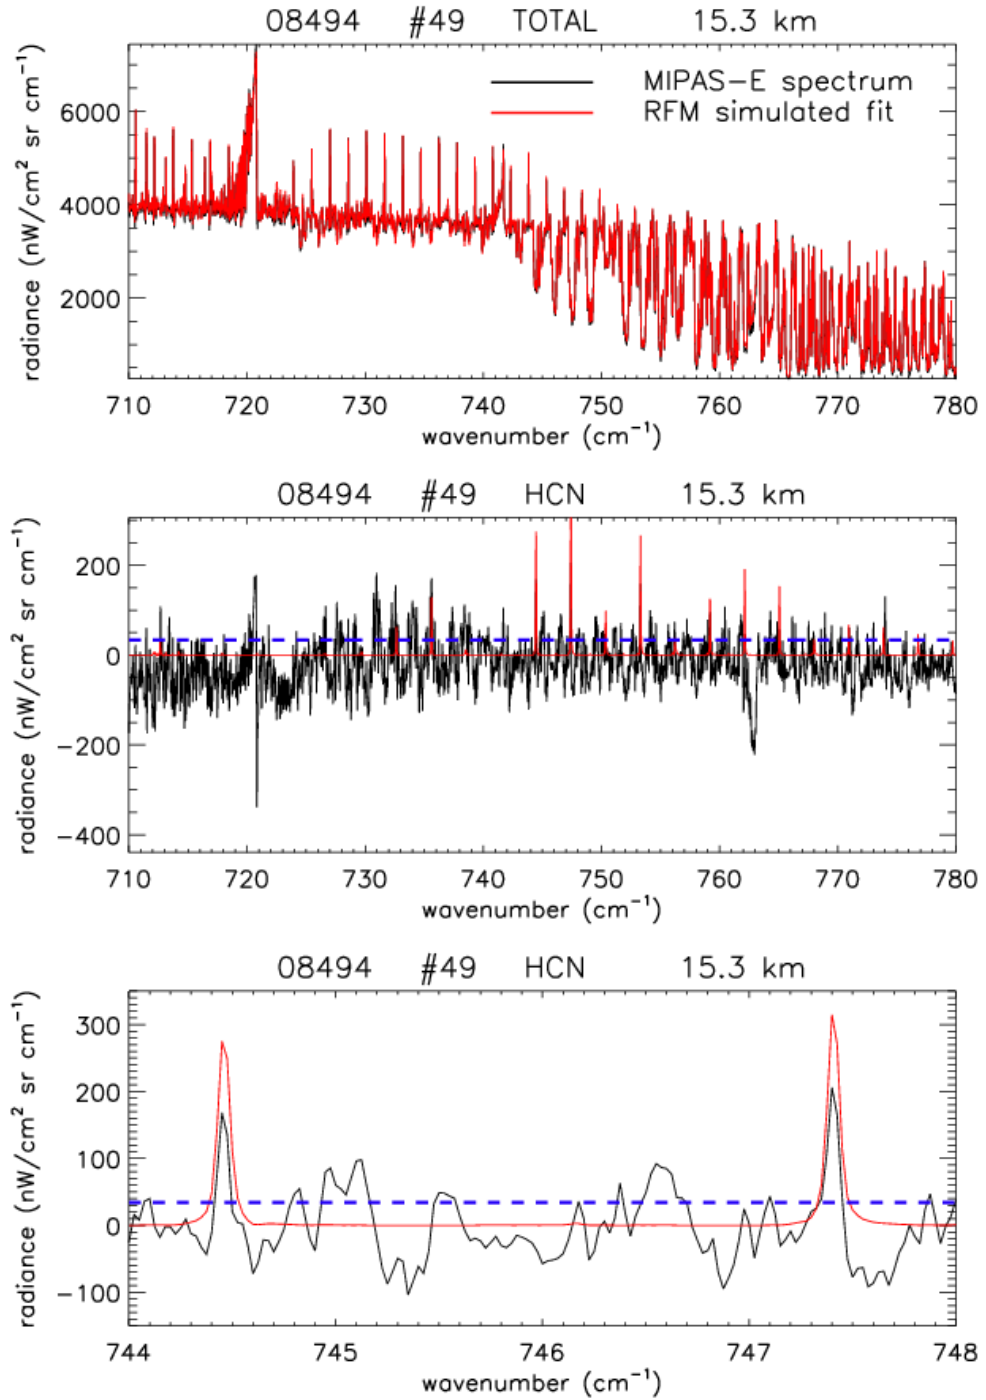 08494 #49 TOTAL 15.3 km
MIPAS-E spectrum
RFM simulated fit
radiance (nW/cm² sr cm⁻¹)
6000
4000
2000
710 720 730 740 750 760 770 780
wavenumber (cm⁻¹)
08494 #49 HCN 15.3 km
radiance (nW/cm² sr cm⁻¹)
200
0
-200
-400
710 720 730 740 750 760 770 780
wavenumber (cm⁻¹)
08494 #49 HCN 15.3 km
radiance (nW/cm² sr cm⁻¹)
300
200
100
0
-100
744 745 746 747 748
wavenumber (cm⁻¹)